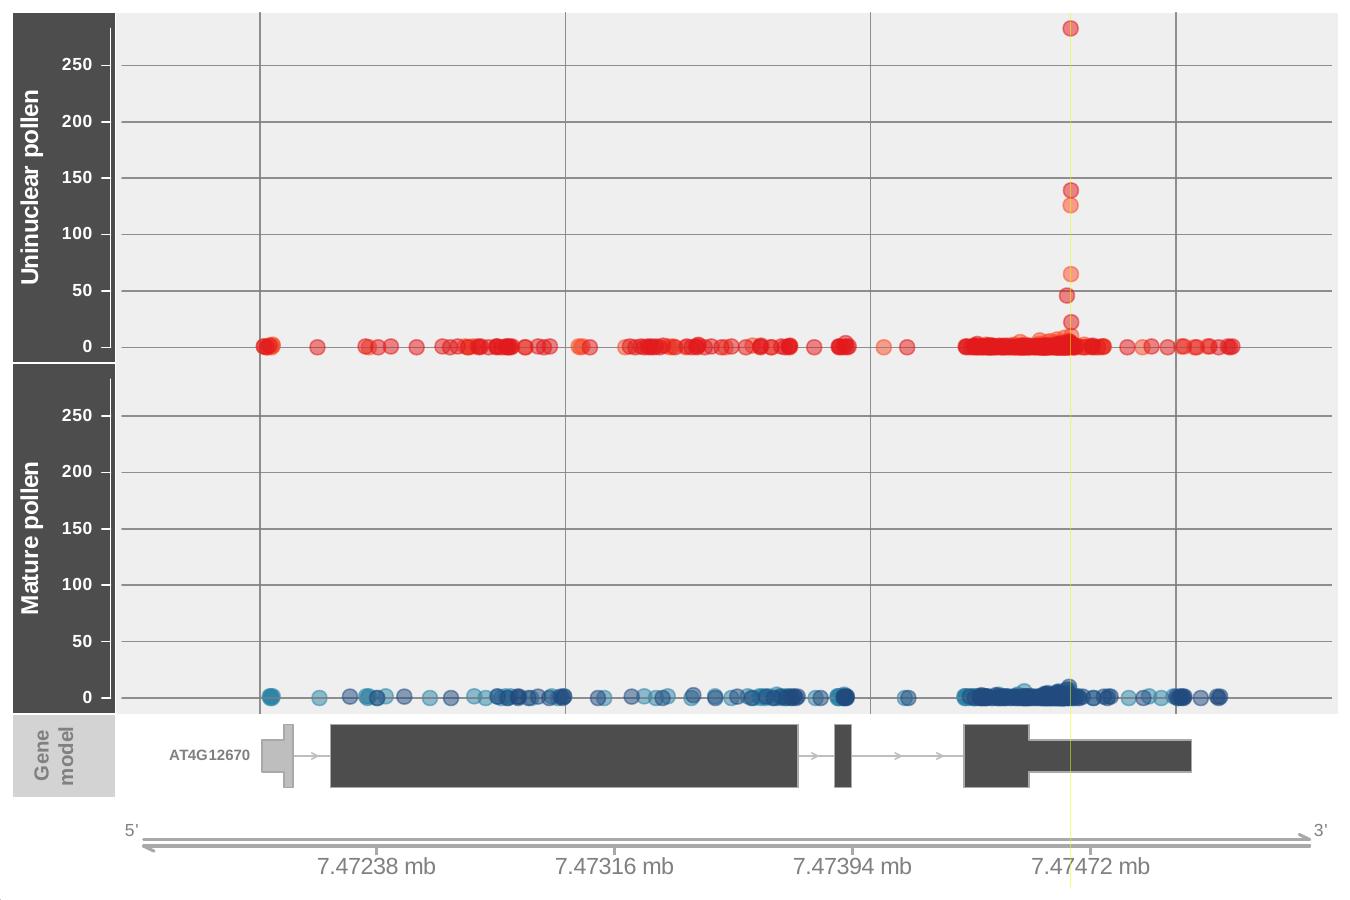 Uninuclear pollen
250
200
150
100
50
0
Mature pollen
250
200
150
100
50
0
Gene
model
AT4G12670
5'
3'
7.47238 mb
7.47316 mb
7.47394 mb
7.47472 mb